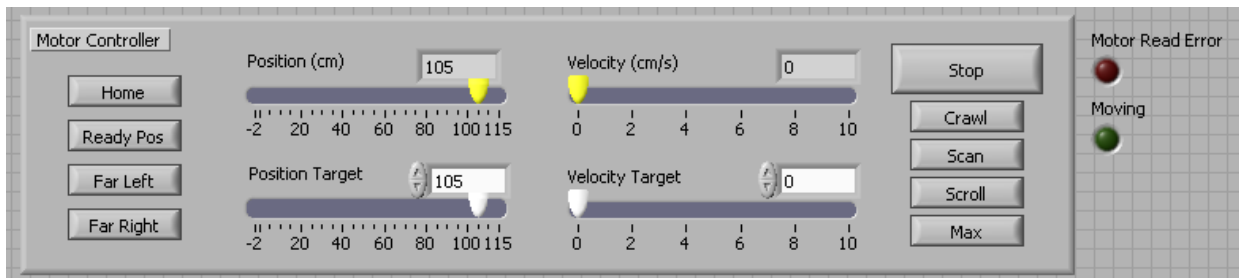 Motor Controller
Home
Ready Pos
Far Left
Far Right
Position (cm) 105
-2 20 40 60 80 100 115
Position Target 105
-2 20 40 60 80 100 115
Velocity (cm/s) 0
0 2 4 6 8 10
Velocity Target 0
0 2 4 6 8 10
Stop
Crawl
Scan
Scroll
Max
Motor Read Error
Moving